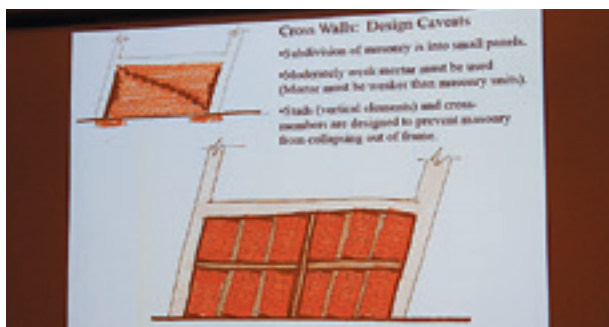 Cross Walls: Design Caveats
•Subdivision of masonry is into small panels.
•Moderately weak mortar must be used
(Mortar must be weaker than masonry units).
•Studs (vertical elements) and cross-
members are designed to prevent masonry
from collapsing out of frame.